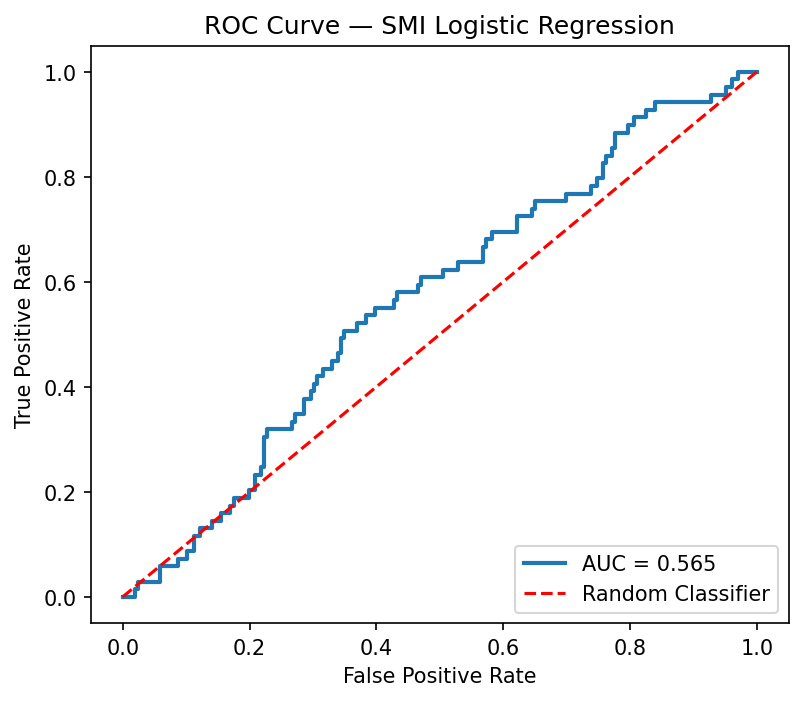 ROC Curve — SMI Logistic Regression
True Positive Rate
1.0
0.8
0.6
0.4
0.2
0.0
AUC = 0.565
Random Classifier
0.0 0.2 0.4 0.6 0.8 1.0
False Positive Rate